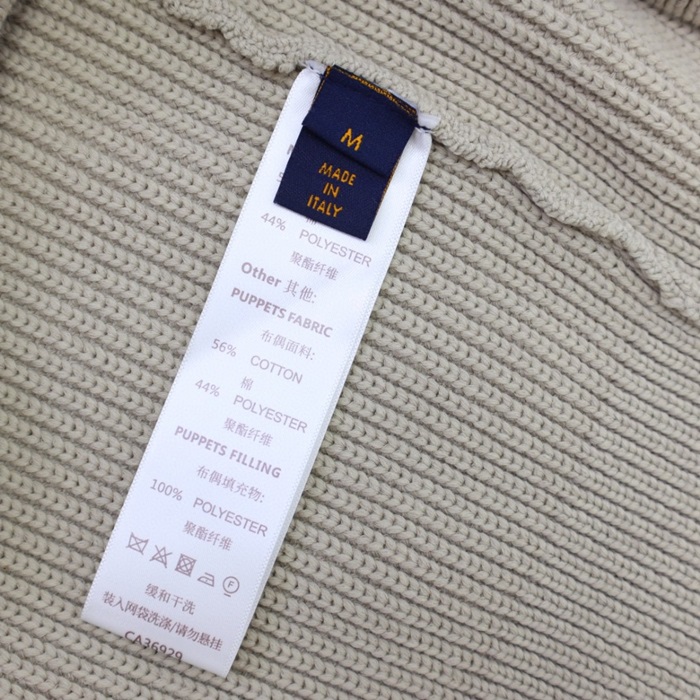 M
MADE
IN
ITALY
44% POLYESTER
聚酯纤维
Other 其他:
PUPPETS FABRIC
布偶面料:
56% COTTON
棉
44% POLYESTER
聚酯纤维
PUPPETS FILLING
布偶填充物:
100% POLYESTER
聚酯纤维
F
缓和干洗
装入网袋洗涤/请勿悬挂
CA36929